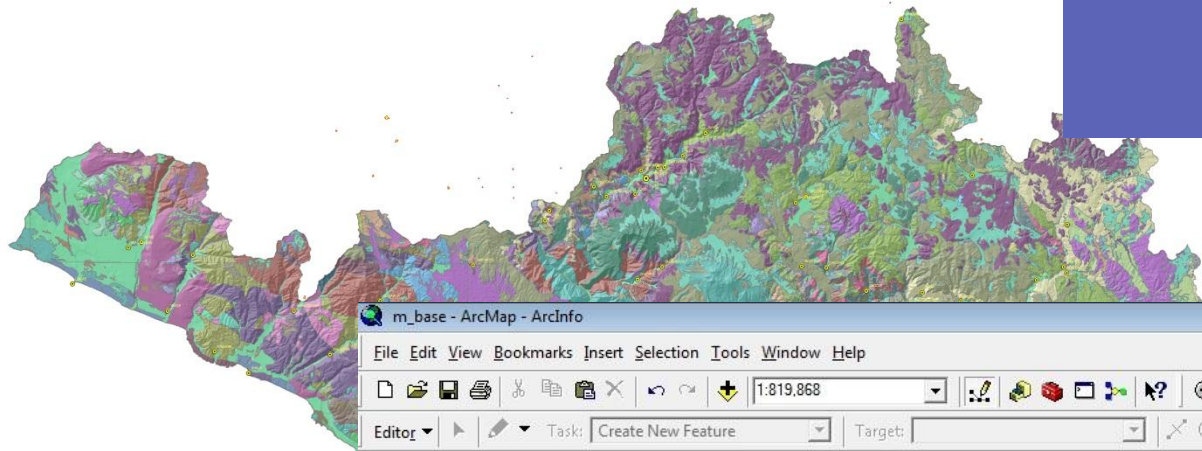 m_base - ArcMap - ArcInfo
File Edit View Bookmarks Insert Selection Tools Window Help
1:819,868
Editor Task: Create New Feature Target: